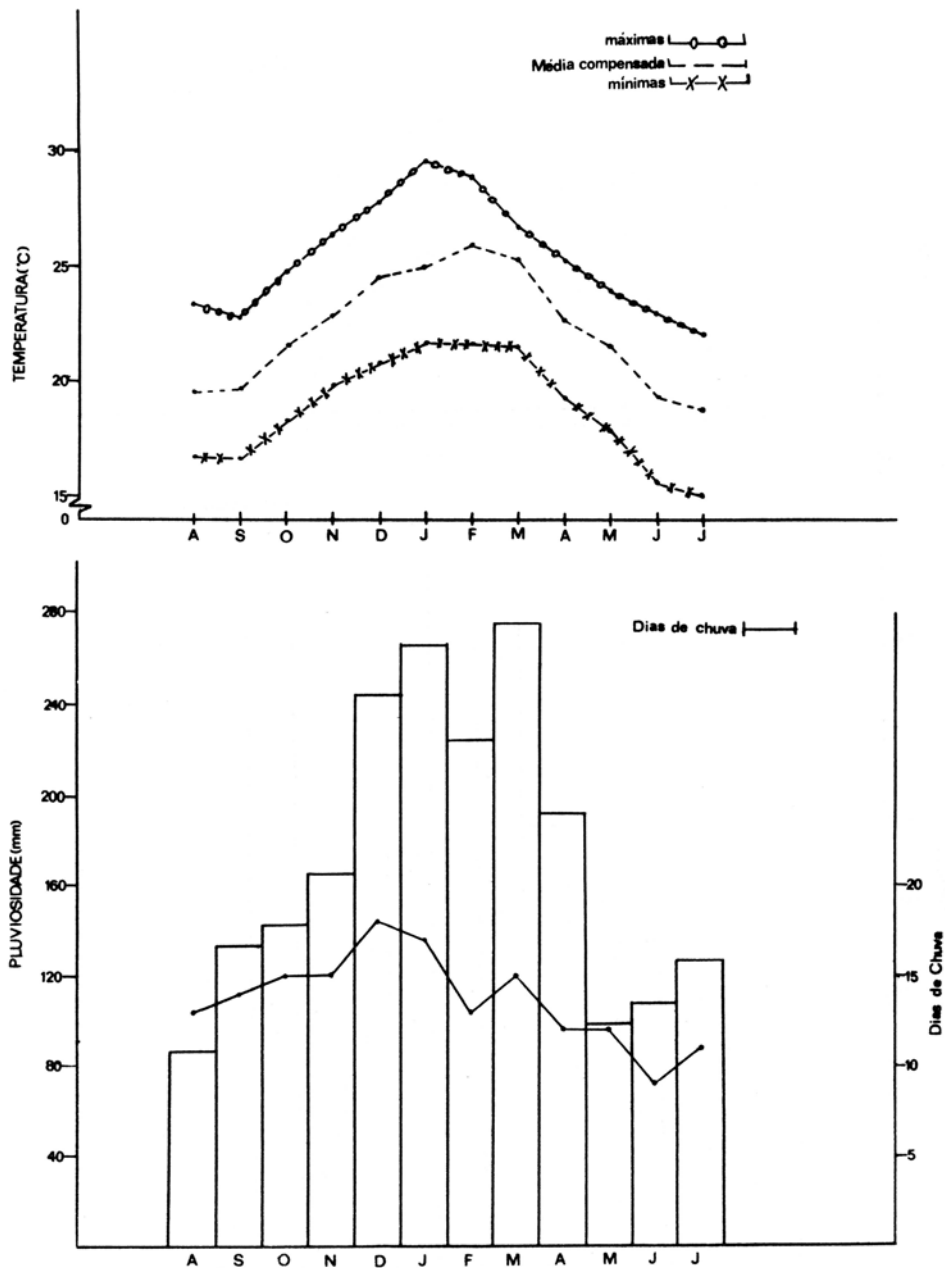 máximas
Média compensada
mínimas
TEMPERATURA(°C)
30
25
20
15
0
A S O N D J F M A M J J
Dias de chuva
PLUVIOSIDADE (mm)
280
240
200
160
120
80
40
20
15
10
5
Dias de Chuva
A S O N D J F M A M J J